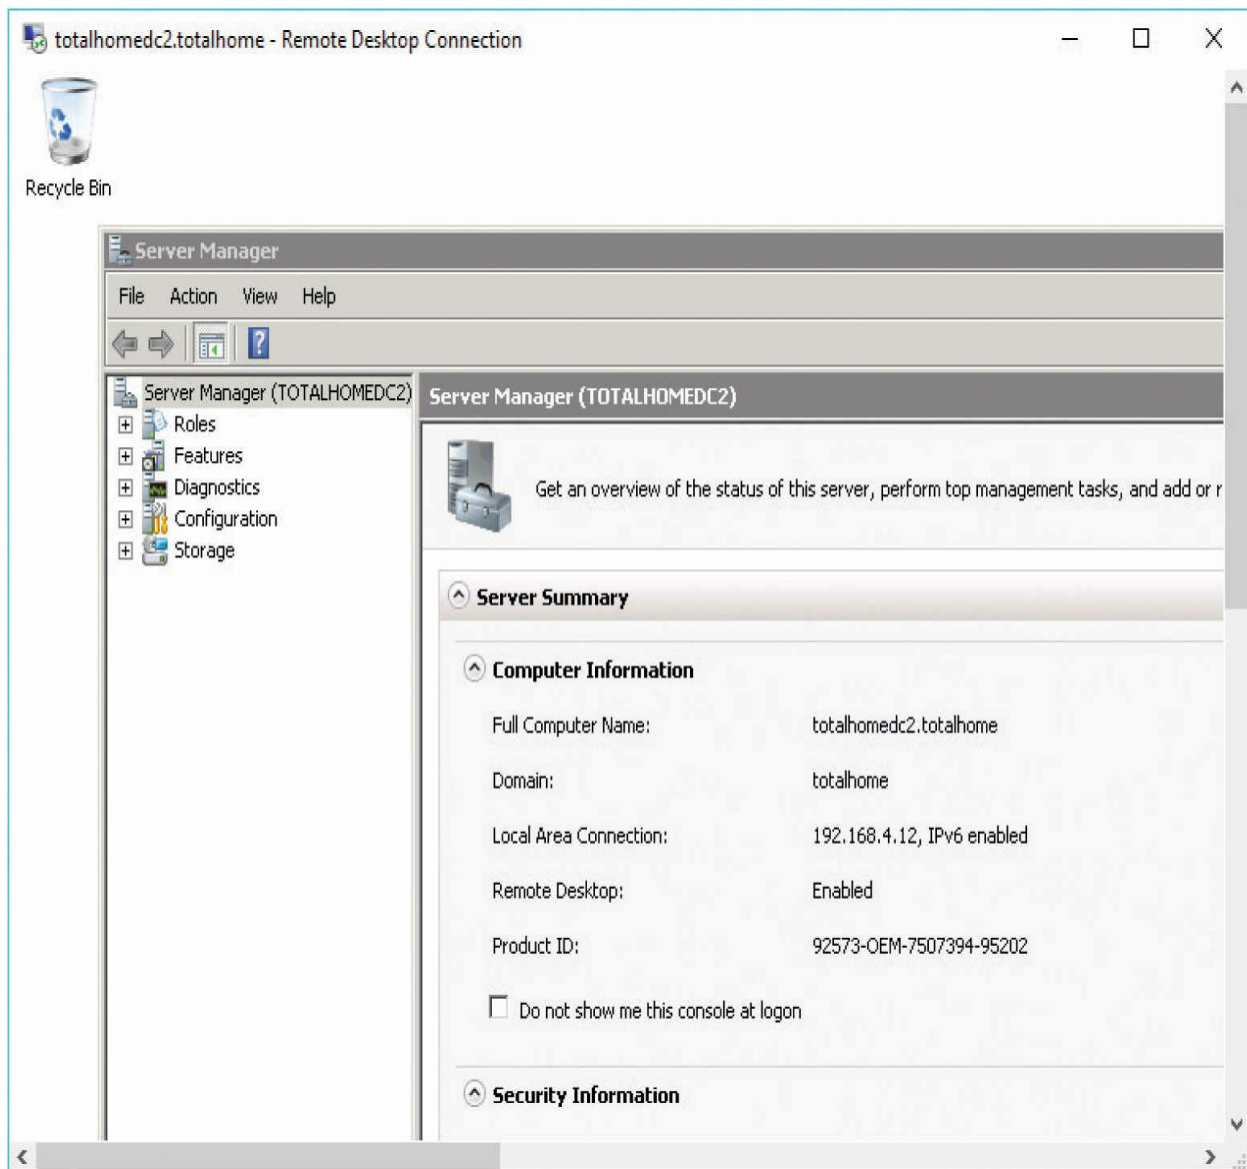 totalhomedc2.totalhome - Remote Desktop Connection
Recycle Bin
Server Manager
File Action View Help
Server Manager (TOTALHOMEDC2)
Roles
Features
Diagnostics
Configuration
Storage
Server Manager (TOTALHOMEDC2)
Get an overview of the status of this server, perform top management tasks, and add or r
Server Summary
Computer Information
Full Computer Name: totalhomedc2.totalhome
Domain: totalhome
Local Area Connection: 192.168.4.12, IPv6 enabled
Remote Desktop: Enabled
Product ID: 92573-OEM-7507394-95202
Do not show me this console at logon
Security Information